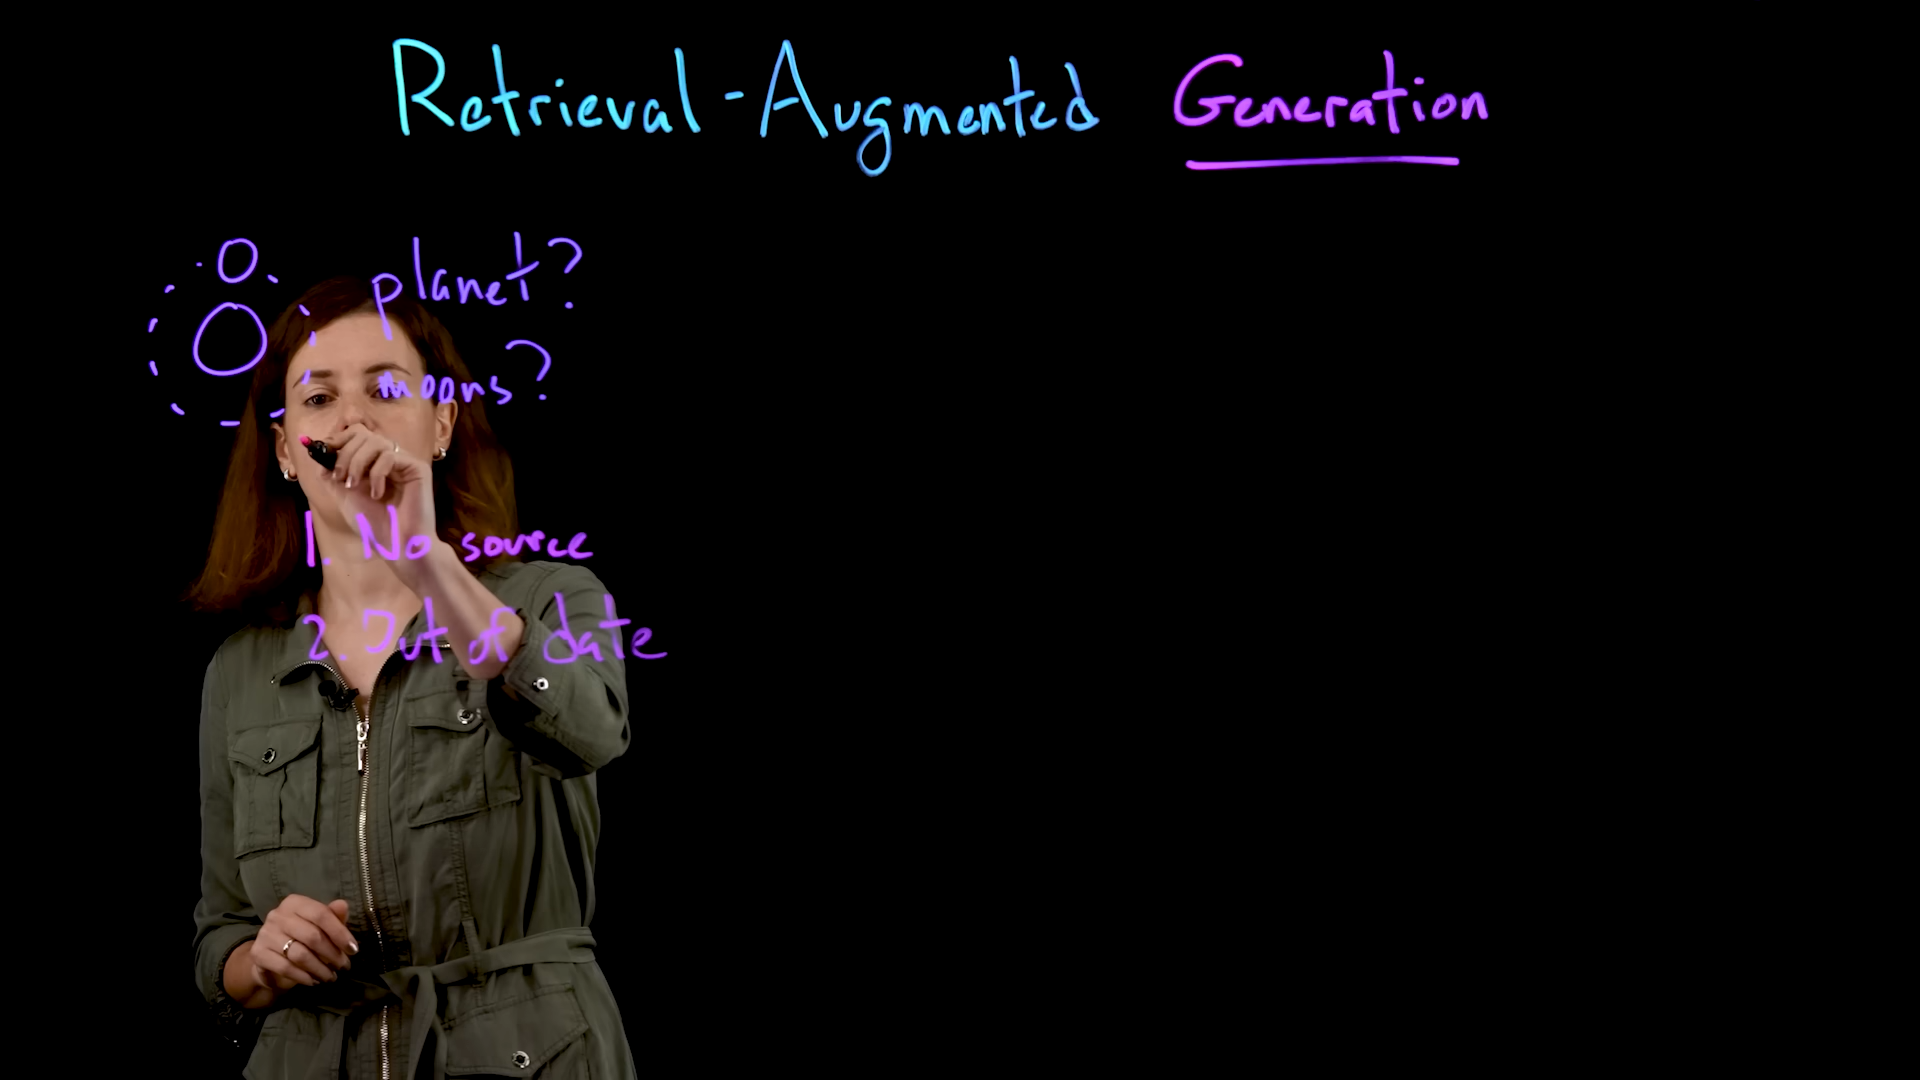 Retrieval-Augmented Generation
planet?
moons?
1. No source
2. Out of date